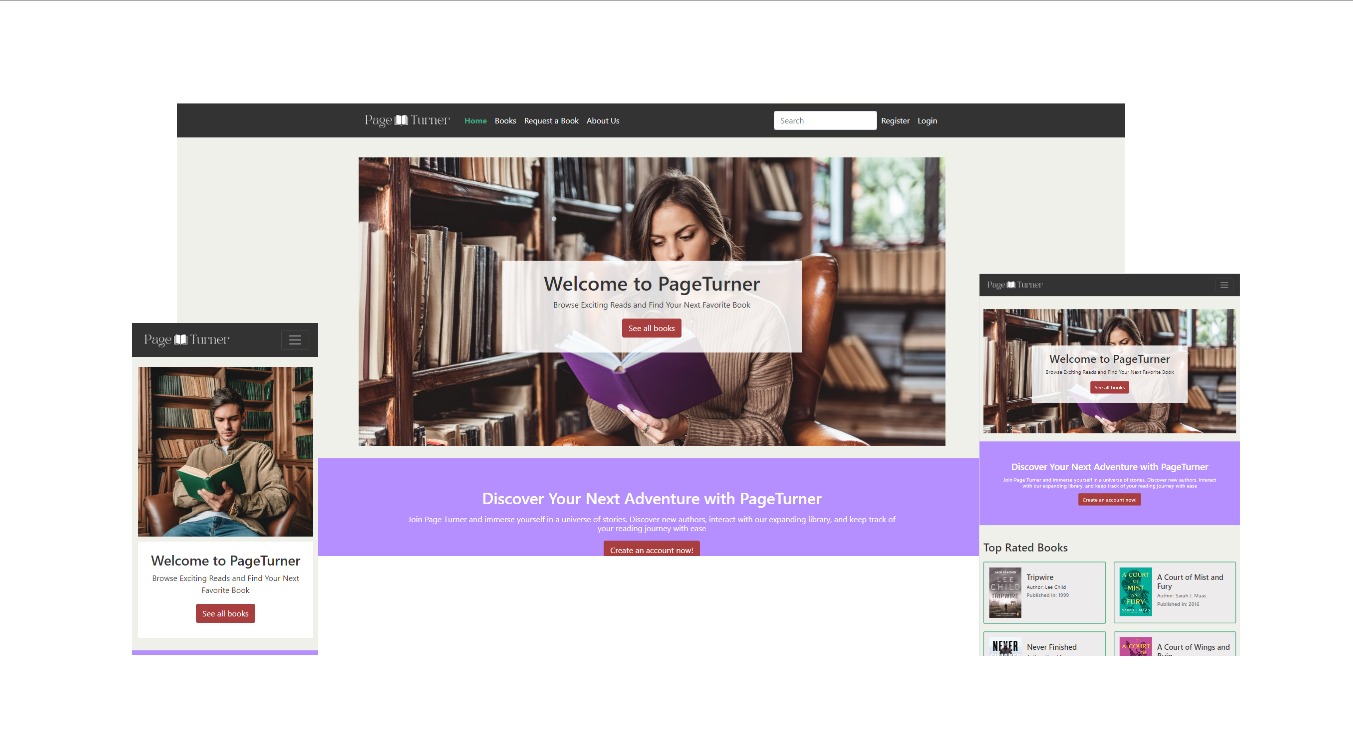 Page Turner Home Books Request a Book About Us Search Register Login
Welcome to PageTurner
Browse Exciting Reads and Find Your Next Favorite Book
See all books
Discover Your Next Adventure with PageTurner
Join Page Turner and immerse yourself in a universe of stories. Discover new authors, interact with our expanding library, and keep track of
your reading journey with ease
Create an account now!
Page Turner
Welcome to PageTurner
Browse Exciting Reads and Find Your Next
Favorite Book
See all books
Page Turner
Welcome to PageTurner
Browse Exciting Reads and Find Your Next Favorite Book
See all books
Discover Your Next Adventure with PageTurner
Join Page Turner and immerse yourself in a universe of stories. Discover new authors, interact
with our expanding library, and keep track of your reading journey with ease
Create an account now!
Top Rated Books
LEE
CHILD
TRIPWIRE
Tripwire
Author: Lee Child
Published in: 1999
A COURT
OF
MIST
AND
FURY
SARAH J. MAAS
A Court of Mist and
Fury
Author: Sarah J. Maas
Published in: 2016
NEVER
Never Finished
A COURT
A Court of Wings and